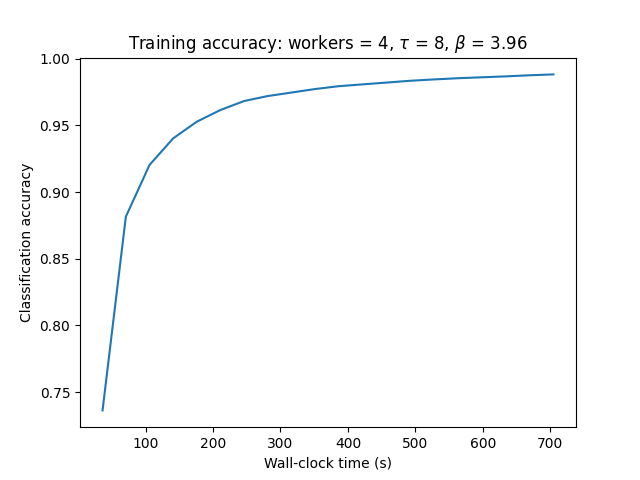 Training accuracy: workers = 4, τ = 8, β = 3.96
1.00
0.95
0.90
0.85
0.80
0.75
Classification accuracy
100 200 300 400 500 600 700
Wall-clock time (s)